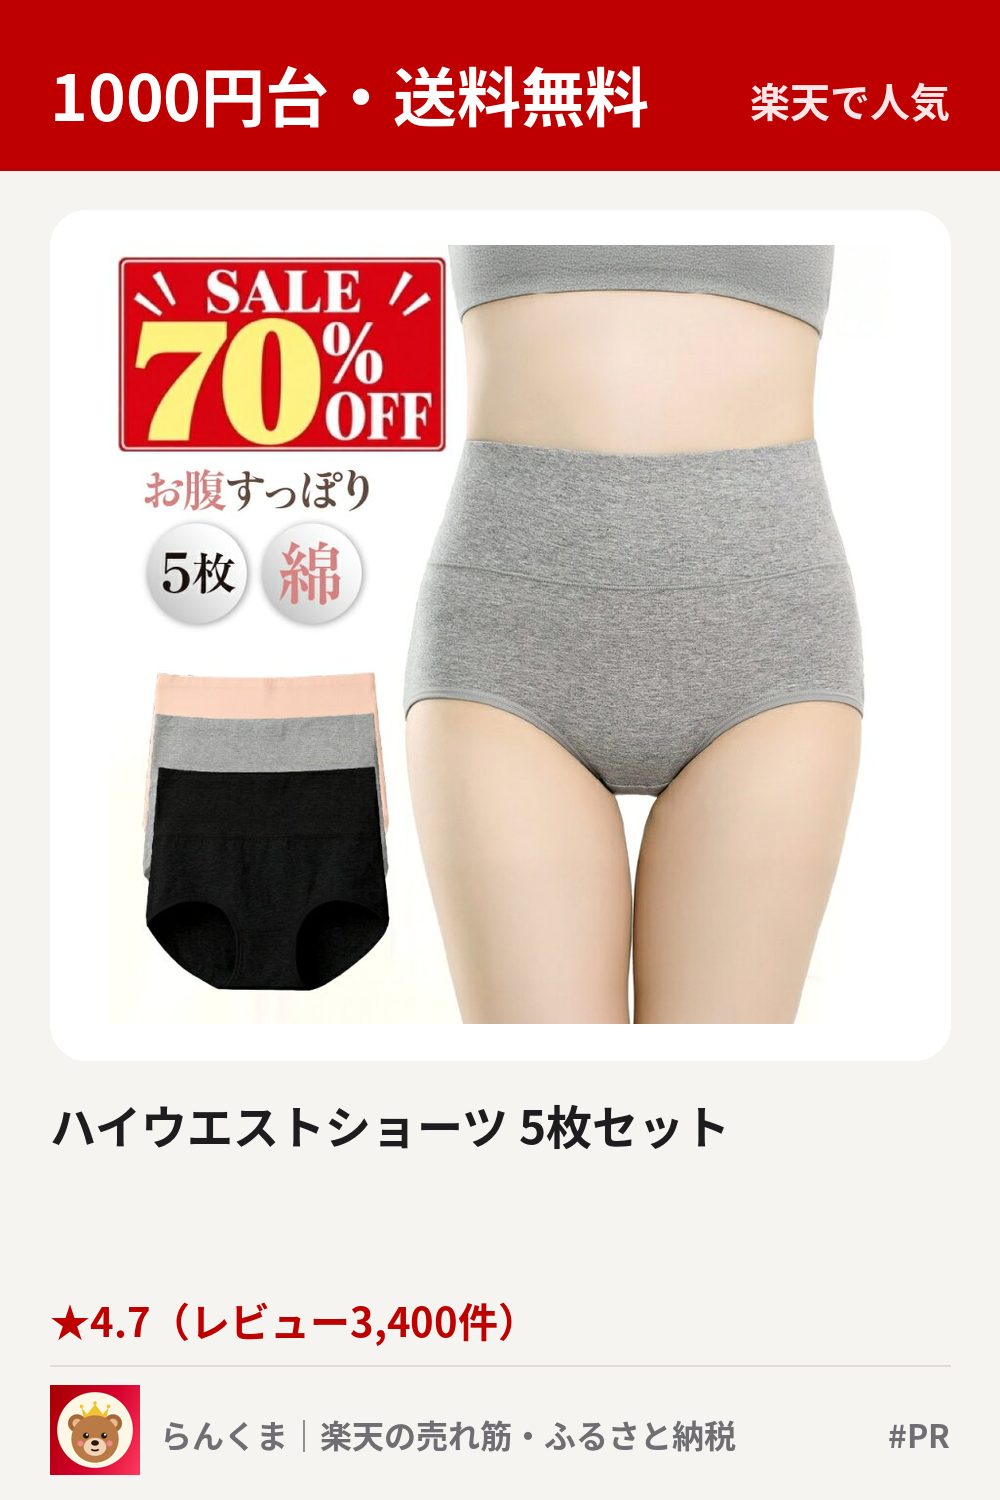 1000円台・送料無料
楽天で人気
SALE
70%
OFF
お腹すっぽり
5枚
綿
ハイウエストショーツ 5枚セット
★4.7（レビュー3,400件）
らんくま｜楽天の売れ筋・ふるさと納税
#PR